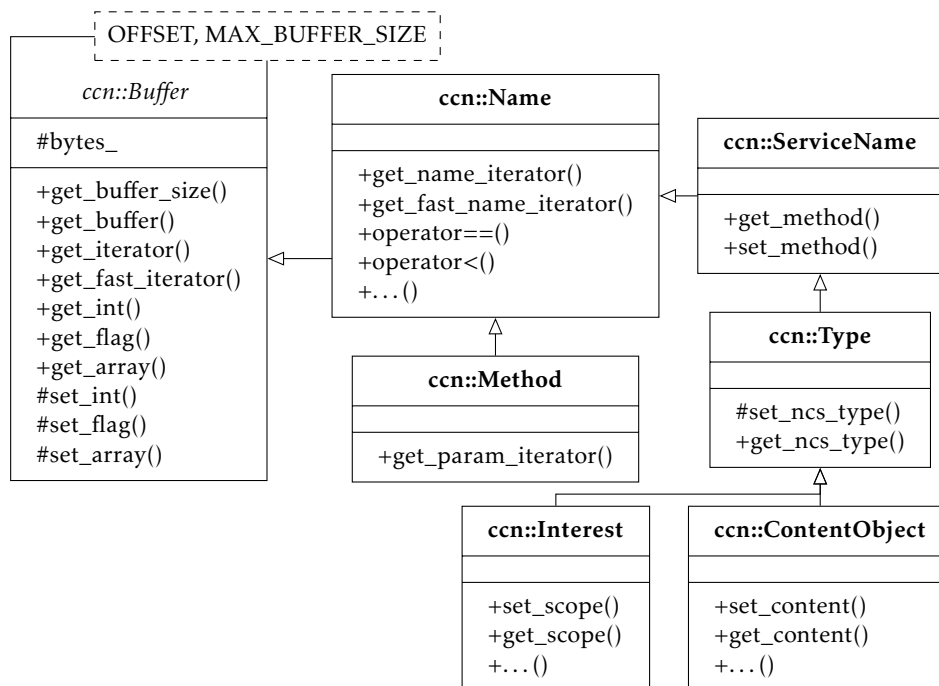 OFFSET, MAX_BUFFER_SIZE
ccn::Buffer
#bytes_
+get_buffer_size()
+get_buffer()
+get_iterator()
+get_fast_iterator()
+get_int()
+get_flag()
+get_array()
#set_int()
#set_flag()
#set_array()
ccn::Name
+get_name_iterator()
+get_fast_name_iterator()
+operator==()
+operator<()
+...()
ccn::ServiceName
+get_method()
+set_method()
ccn::Method
+get_param_iterator()
ccn::Type
#set_ncs_type()
+get_ncs_type()
ccn::Interest
+set_scope()
+get_scope()
+...()
ccn::ContentObject
+set_content()
+get_content()
+...()